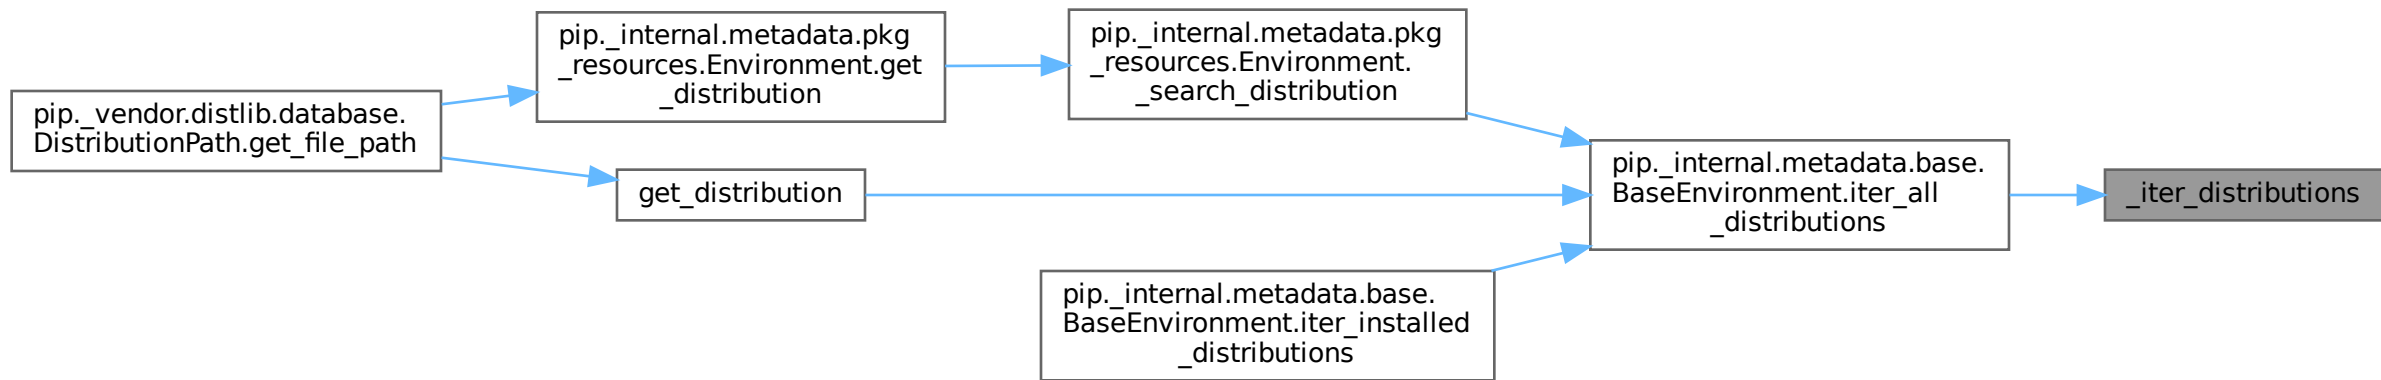 pip._vendor.distlib.database.
DistributionPath.get_file_path
pip._internal.metadata.pkg
_resources.Environment.get
_distribution
get_distribution
pip._internal.metadata.pkg
_resources.Environment.
_search_distribution
pip._internal.metadata.base.
BaseEnvironment.iter_installed
_distributions
pip._internal.metadata.base.
BaseEnvironment.iter_all
_distributions
_iter_distributions